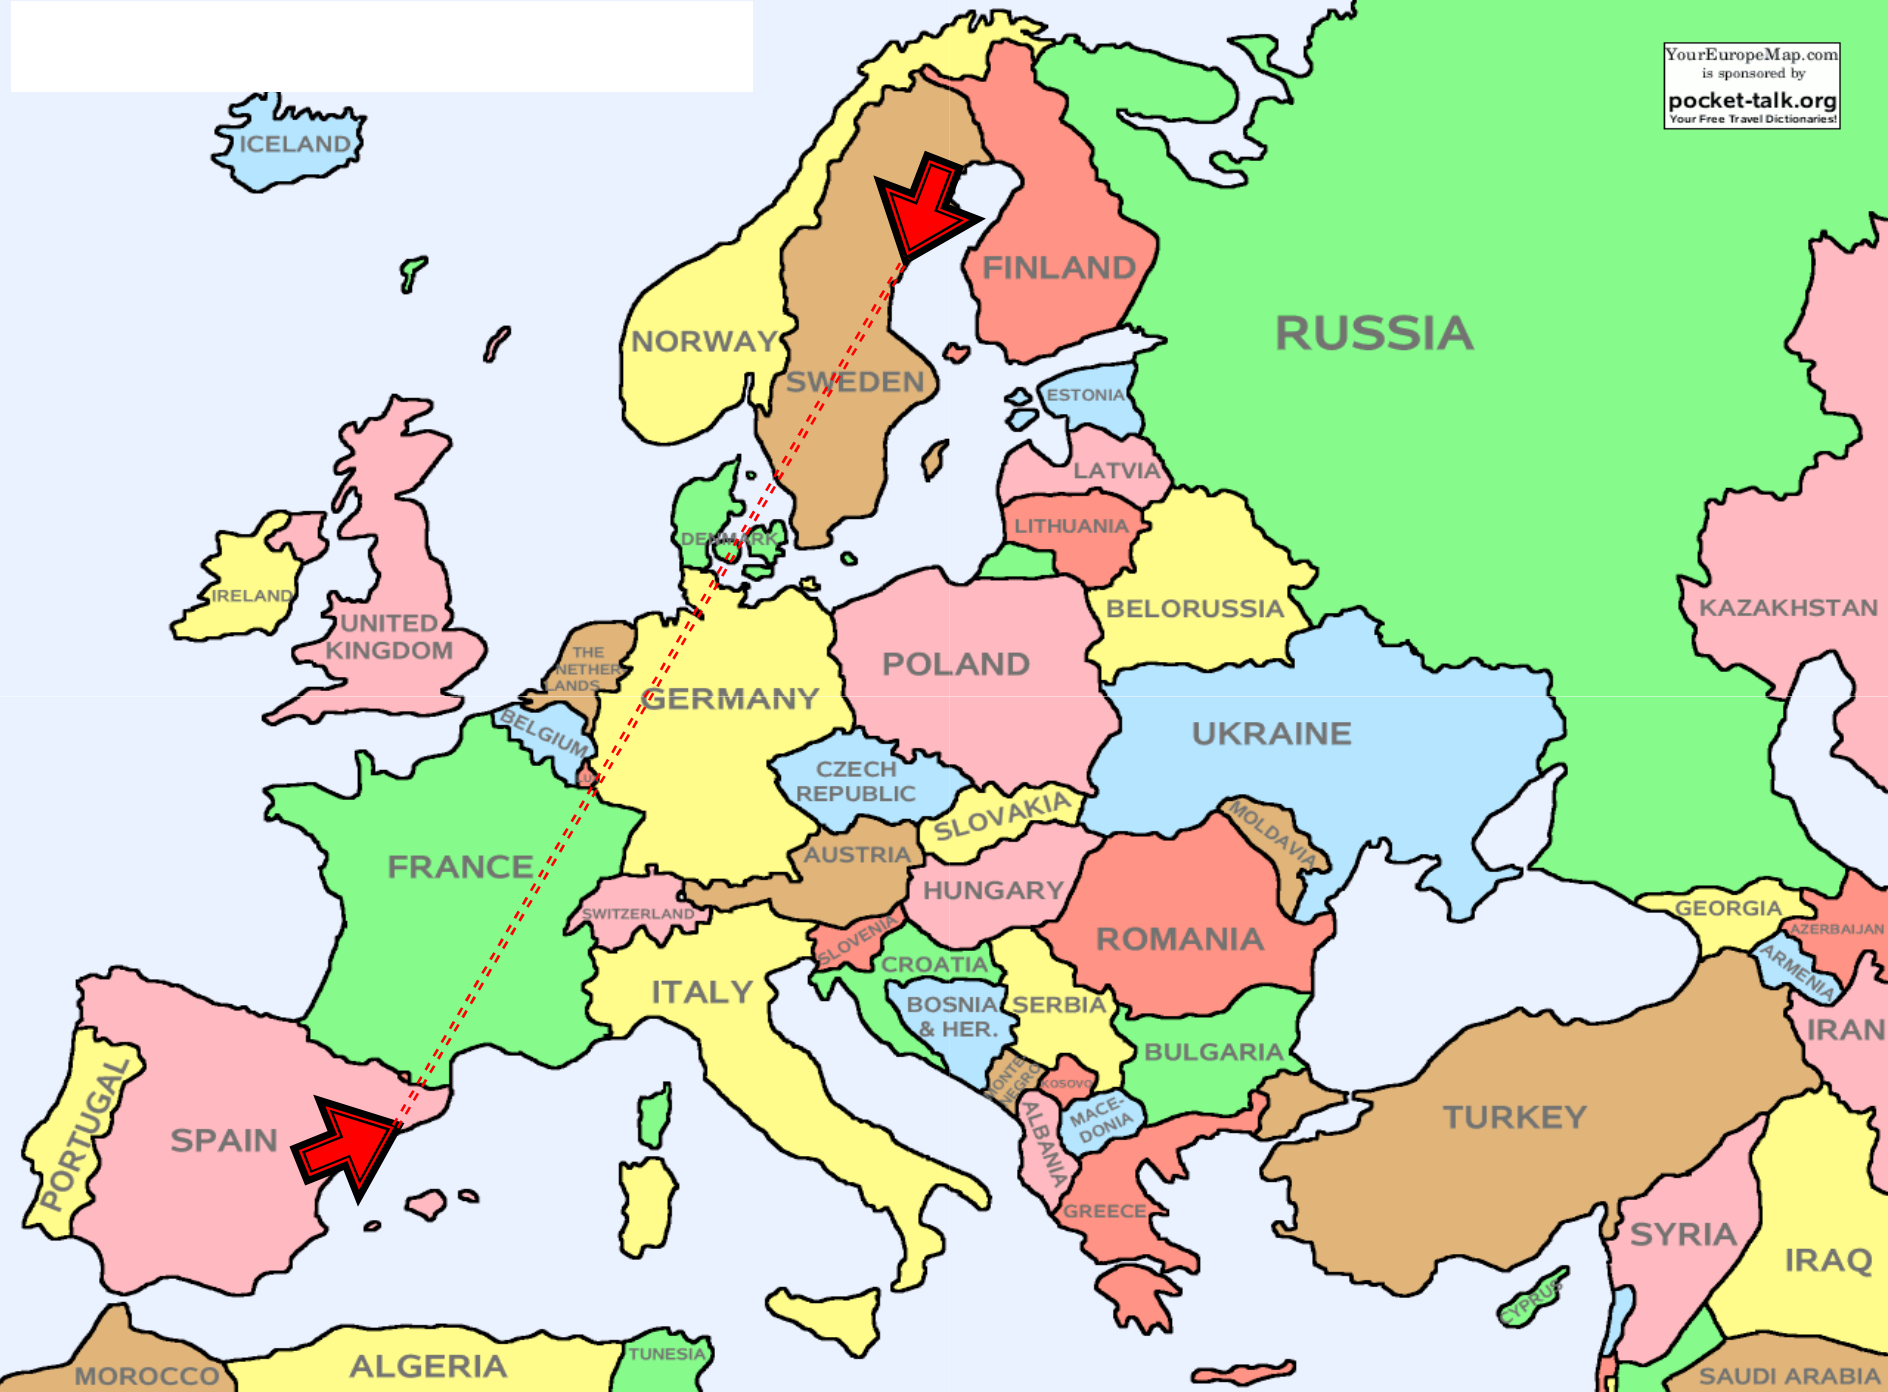 YourEuropeMap.com
is sponsored by
pocket-talk.org
Your Free Travel Dictionaries!
ICELAND
FINLAND
NORWAY
SWEDEN
RUSSIA
ESTONIA
LATVIA
LITHUANIA
DENMARK
IRELAND
UNITED
KINGDOM
BELORUSSIA
KAZAKHSTAN
THE
NETHER
LANDS
GERMANY
POLAND
BELGIUM
UKRAINE
LUX
CZECH
REPUBLIC
SLOVAKIA
MOLDAVIA
FRANCE
AUSTRIA
HUNGARY
SWITZERLAND
SLOVENIA
ROMANIA
GEORGIA
AZERBAIJAN
ARMENIA
CROATIA
ITALY
BOSNIA
& HER.
SERBIA
IRAN
BULGARIA
MONTE
NEGRO
KOSOVO
MACE-
DONIA
PORTUGAL
SPAIN
ALBANIA
TURKEY
GREECE
SYRIA
IRAQ
CYPRUS
MOROCCO
ALGERIA
TUNESIA
SAUDI ARABIA